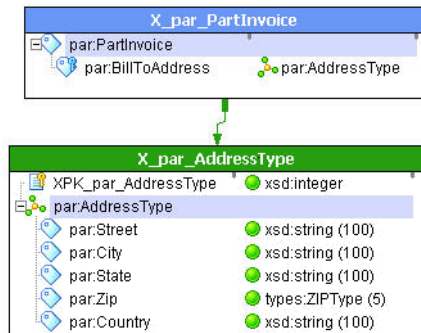 X_par_PartInvoice
par:PartInvoice
par:BillToAddress par:AddressType
X_par_AddressType
XPK_par_AddressType xsd:integer
par:AddressType
par:Street xsd:string (100)
par:City xsd:string (100)
par:State xsd:string (100)
par:Zip types:ZIPType (5)
par:Country xsd:string (100)